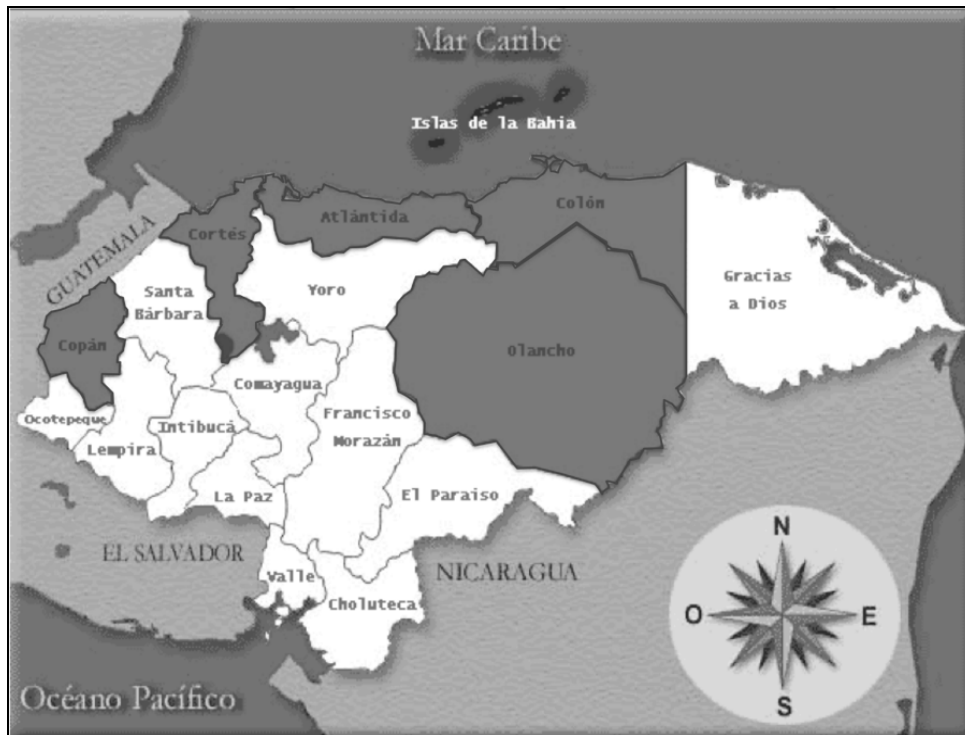 Mar Caribe
Islas de la Bahia
Colón
Atlántida
Cortés
GUATEMALA
Gracias
a Dios
Santa
Bárbara
Yoro
Copán
Olancho
Comayagua
Ocotepeque
Intibucá
Francisco
Morazán
Lempira
La Paz
El Paraiso
EL SALVADOR
NICARAGUA
Valle
Choluteca
N
O
E
S
Océano Pacífico